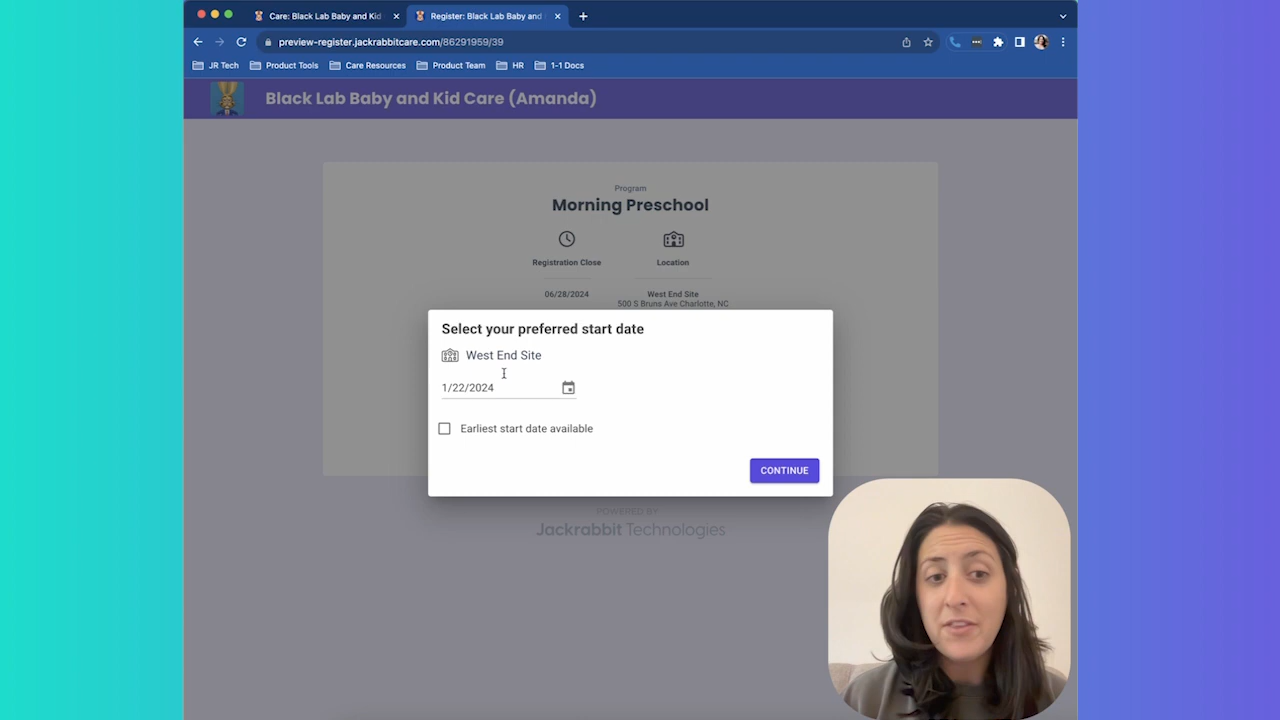 Care: Black Lab Baby and Kid
Register: Black Lab Baby and
preview-register.jackrabbitcare.com/86291959/39
JR Tech
Product Tools
Care Resources
Product Team
HR
1-1 Docs
Black Lab Baby and Kid Care (Amanda)
Program
Morning Preschool
Registration Close
Location
06/28/2024
West End Site
500 S Bruns Ave Charlotte, NC
Select your preferred start date
West End Site
1/22/2024
Earliest start date available
CONTINUE
POWERED BY
Jackrabbit Technologies